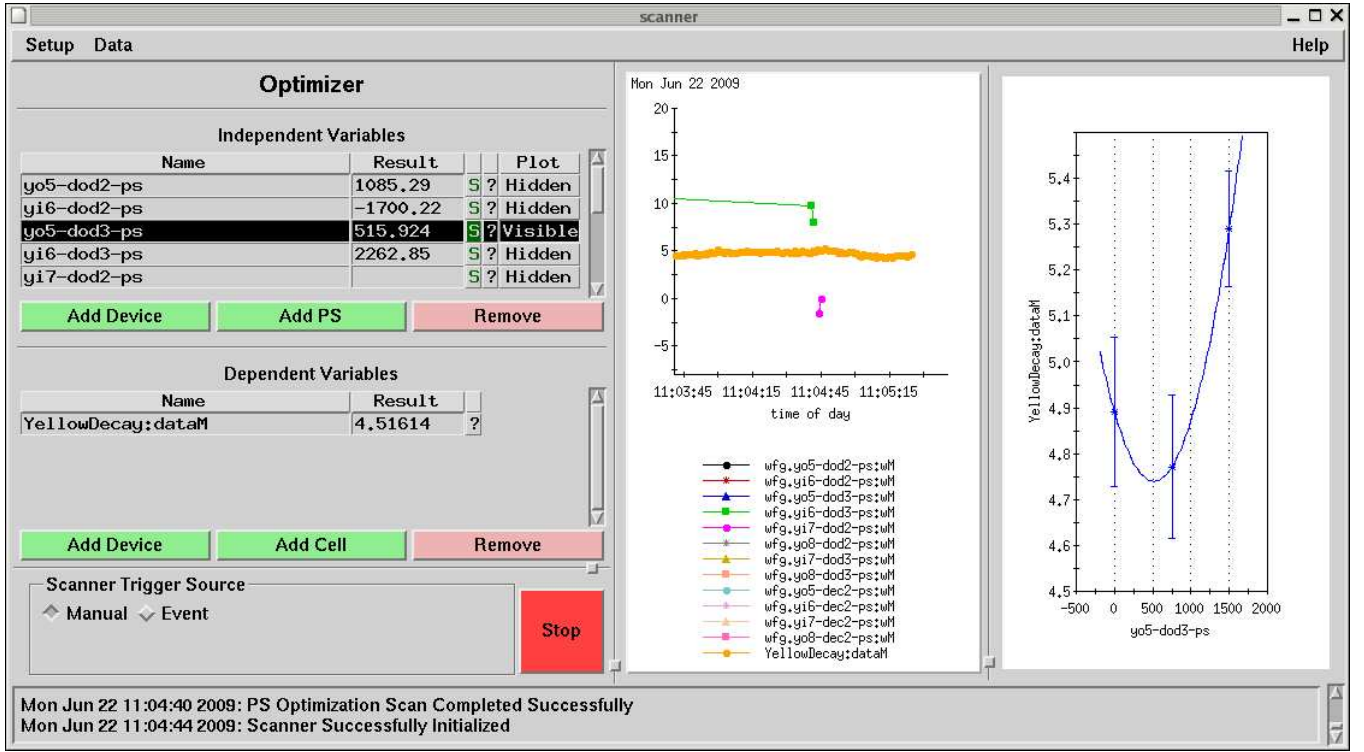 scanner
Setup Data Help
Optimizer
Independent Variables
Name Result Plot
yo5-dod2-ps 1085.29 S ? Hidden
yi6-dod2-ps -1700.22 S ? Hidden
yo5-dod3-ps 515.924 S ? Visible
yi6-dod3-ps 2262.85 S ? Hidden
yi7-dod2-ps S ? Hidden
Add Device Add PS Remove
Dependent Variables
Name Result
YellowDecay:dataM 4.51614 ?
Add Device Add Cell Remove
Scanner Trigger Source
Manual Event
Stop
Mon Jun 22 2009
20
15
10
5
0
-5
11:03:45 11:04:15 11:04:45 11:05:15
time of day
wfg.yo5-dod2-ps:wM
wfg.yi6-dod2-ps:wM
wfg.yo5-dod3-ps:wM
wfg.yi6-dod3-ps:wM
wfg.yi7-dod2-ps:wM
wfg.yo8-dod2-ps:wM
wfg.yi7-dod3-ps:wM
wfg.yo8-dod3-ps:wM
wfg.yo5-dec2-ps:wM
wfg.yi6-dec2-ps:wM
wfg.yi7-dec2-ps:wM
wfg.yo8-dec2-ps:wM
YellowDecay:dataM
YellowDecay:dataM
5.4
5.3
5.2
5.1
5.0
4.9
4.8
4.7
4.6
4.5
-500 0 500 1000 1500 2000
yo5-dod3-ps
Mon Jun 22 11:04:40 2009: PS Optimization Scan Completed Successfully
Mon Jun 22 11:04:44 2009: Scanner Successfully Initialized